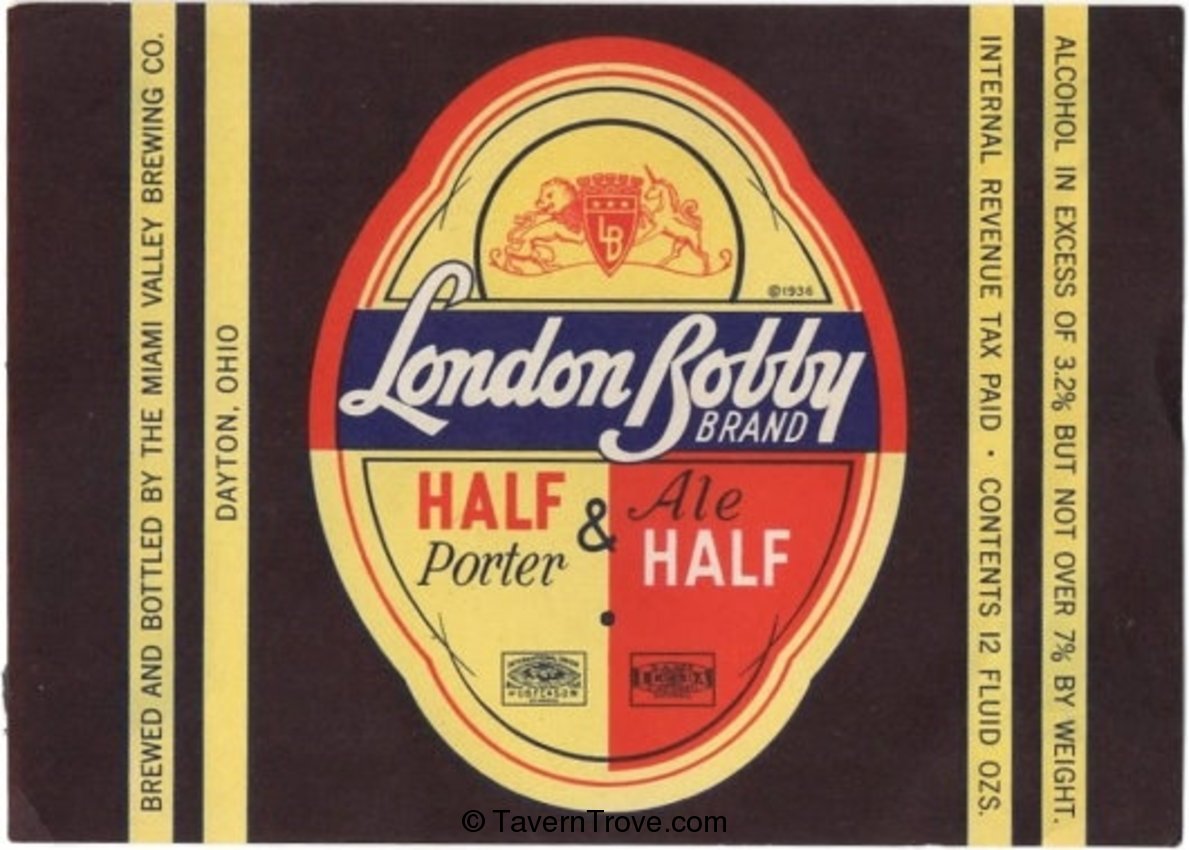 BREWED AND BOTTLED BY THE MIAMI VALLEY BREWING CO.
DAYTON, OHIO
LB
©1936
London Bobby
BRAND
HALF
Porter
&
Ale
HALF
INTERNAL REVENUE TAX PAID · CONTENTS 12 FLUID OZS.
ALCOHOL IN EXCESS OF 3.2% BUT NOT OVER 7% BY WEIGHT.
© TavernTrove.com